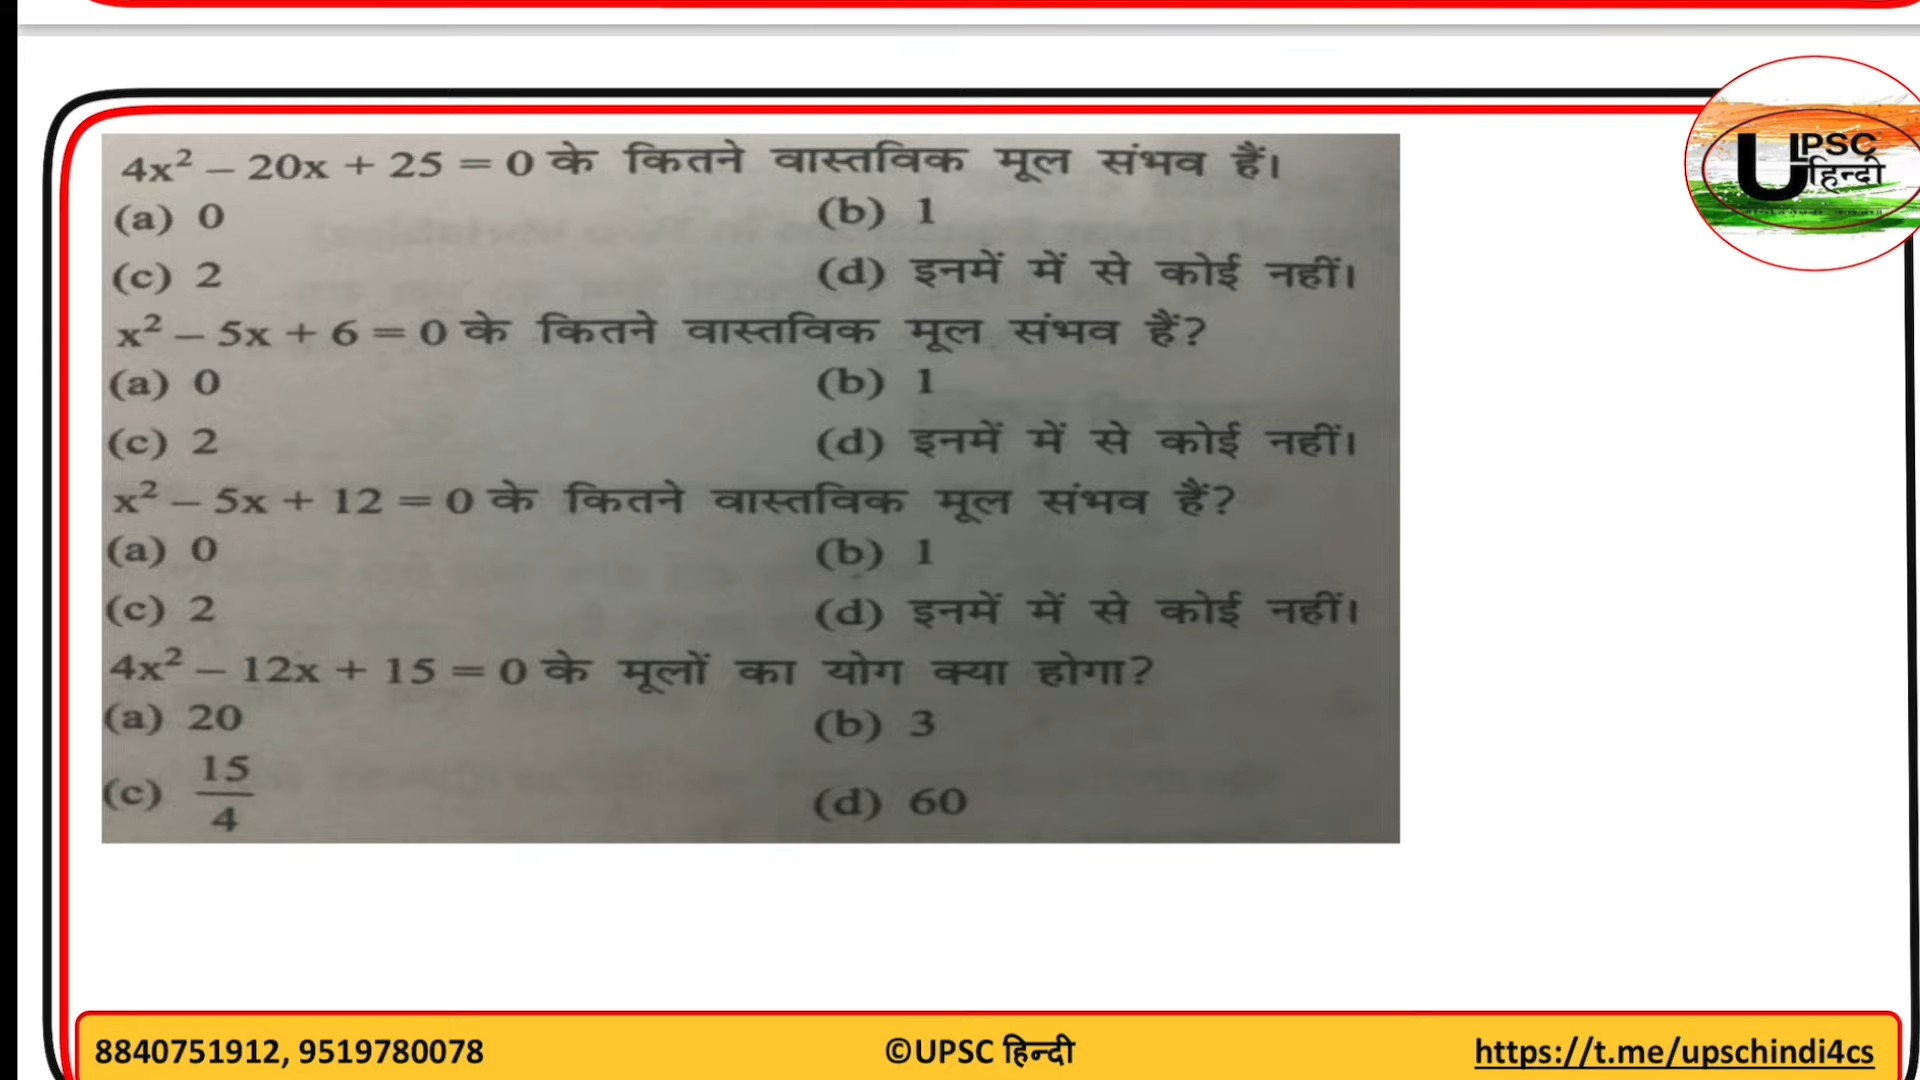 UPSC
हिन्दी
4x² – 20x + 25 = 0 के कितने वास्तविक मूल संभव हैं।
(a) 0 (b) 1
(c) 2 (d) इनमें में से कोई नहीं।
x² – 5x + 6 = 0 के कितने वास्तविक मूल संभव हैं?
(a) 0 (b) 1
(c) 2 (d) इनमें में से कोई नहीं।
x² – 5x + 12 = 0 के कितने वास्तविक मूल संभव हैं?
(a) 0 (b) 1
(c) 2 (d) इनमें में से कोई नहीं।
4x² – 12x + 15 = 0 के मूलों का योग क्या होगा?
(a) 20 (b) 3
(c) 15/4 (d) 60
8840751912, 9519780078 ©UPSC हिन्दी https://t.me/upschindi4cs